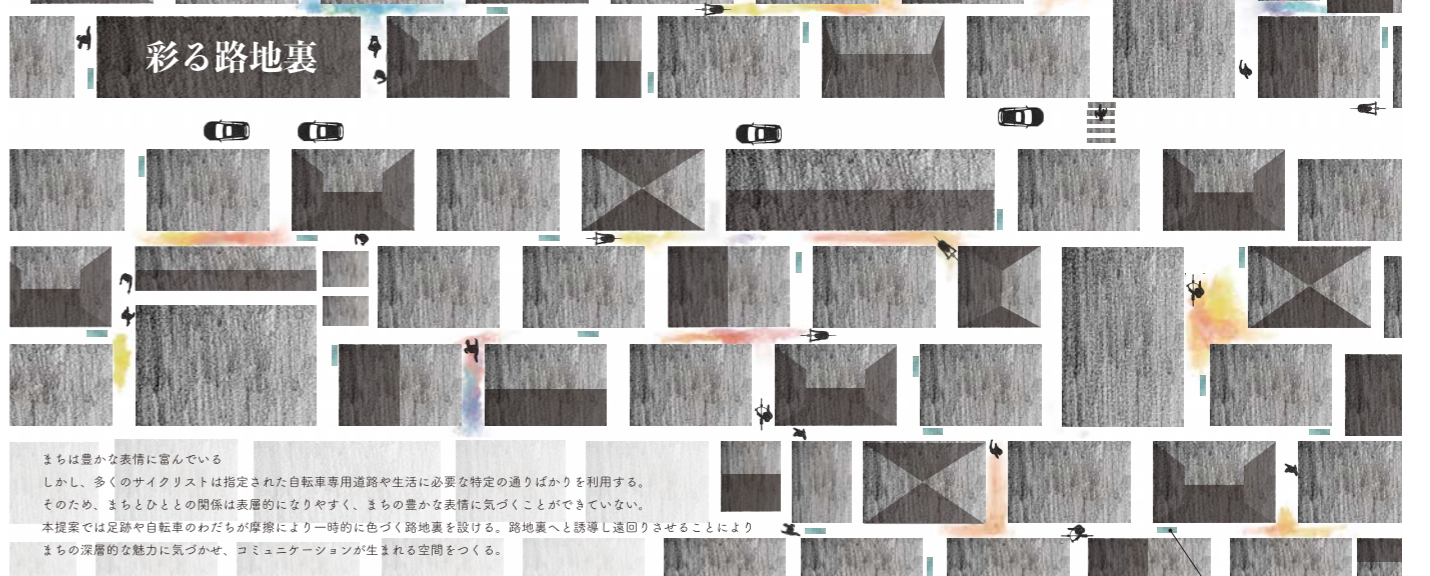 彩る路地裏
まちは豊かな表情に富んでいる
しかし、多くのサイクリストは指定された自転車専用道路や生活に必要な特定の通りばかりを利用する。
そのため、まちとひととの関係は表層的になりやすく、まちの豊かな表情に気づくことができていない。
本提案では足跡や自転車のわだちが摩擦により一時的に色づく路地裏を設ける。路地裏へと誘導し遠回りさせることにより
まちの深層的な魅力に気づかせ、コミュニケーションが生まれる空間をつくる。